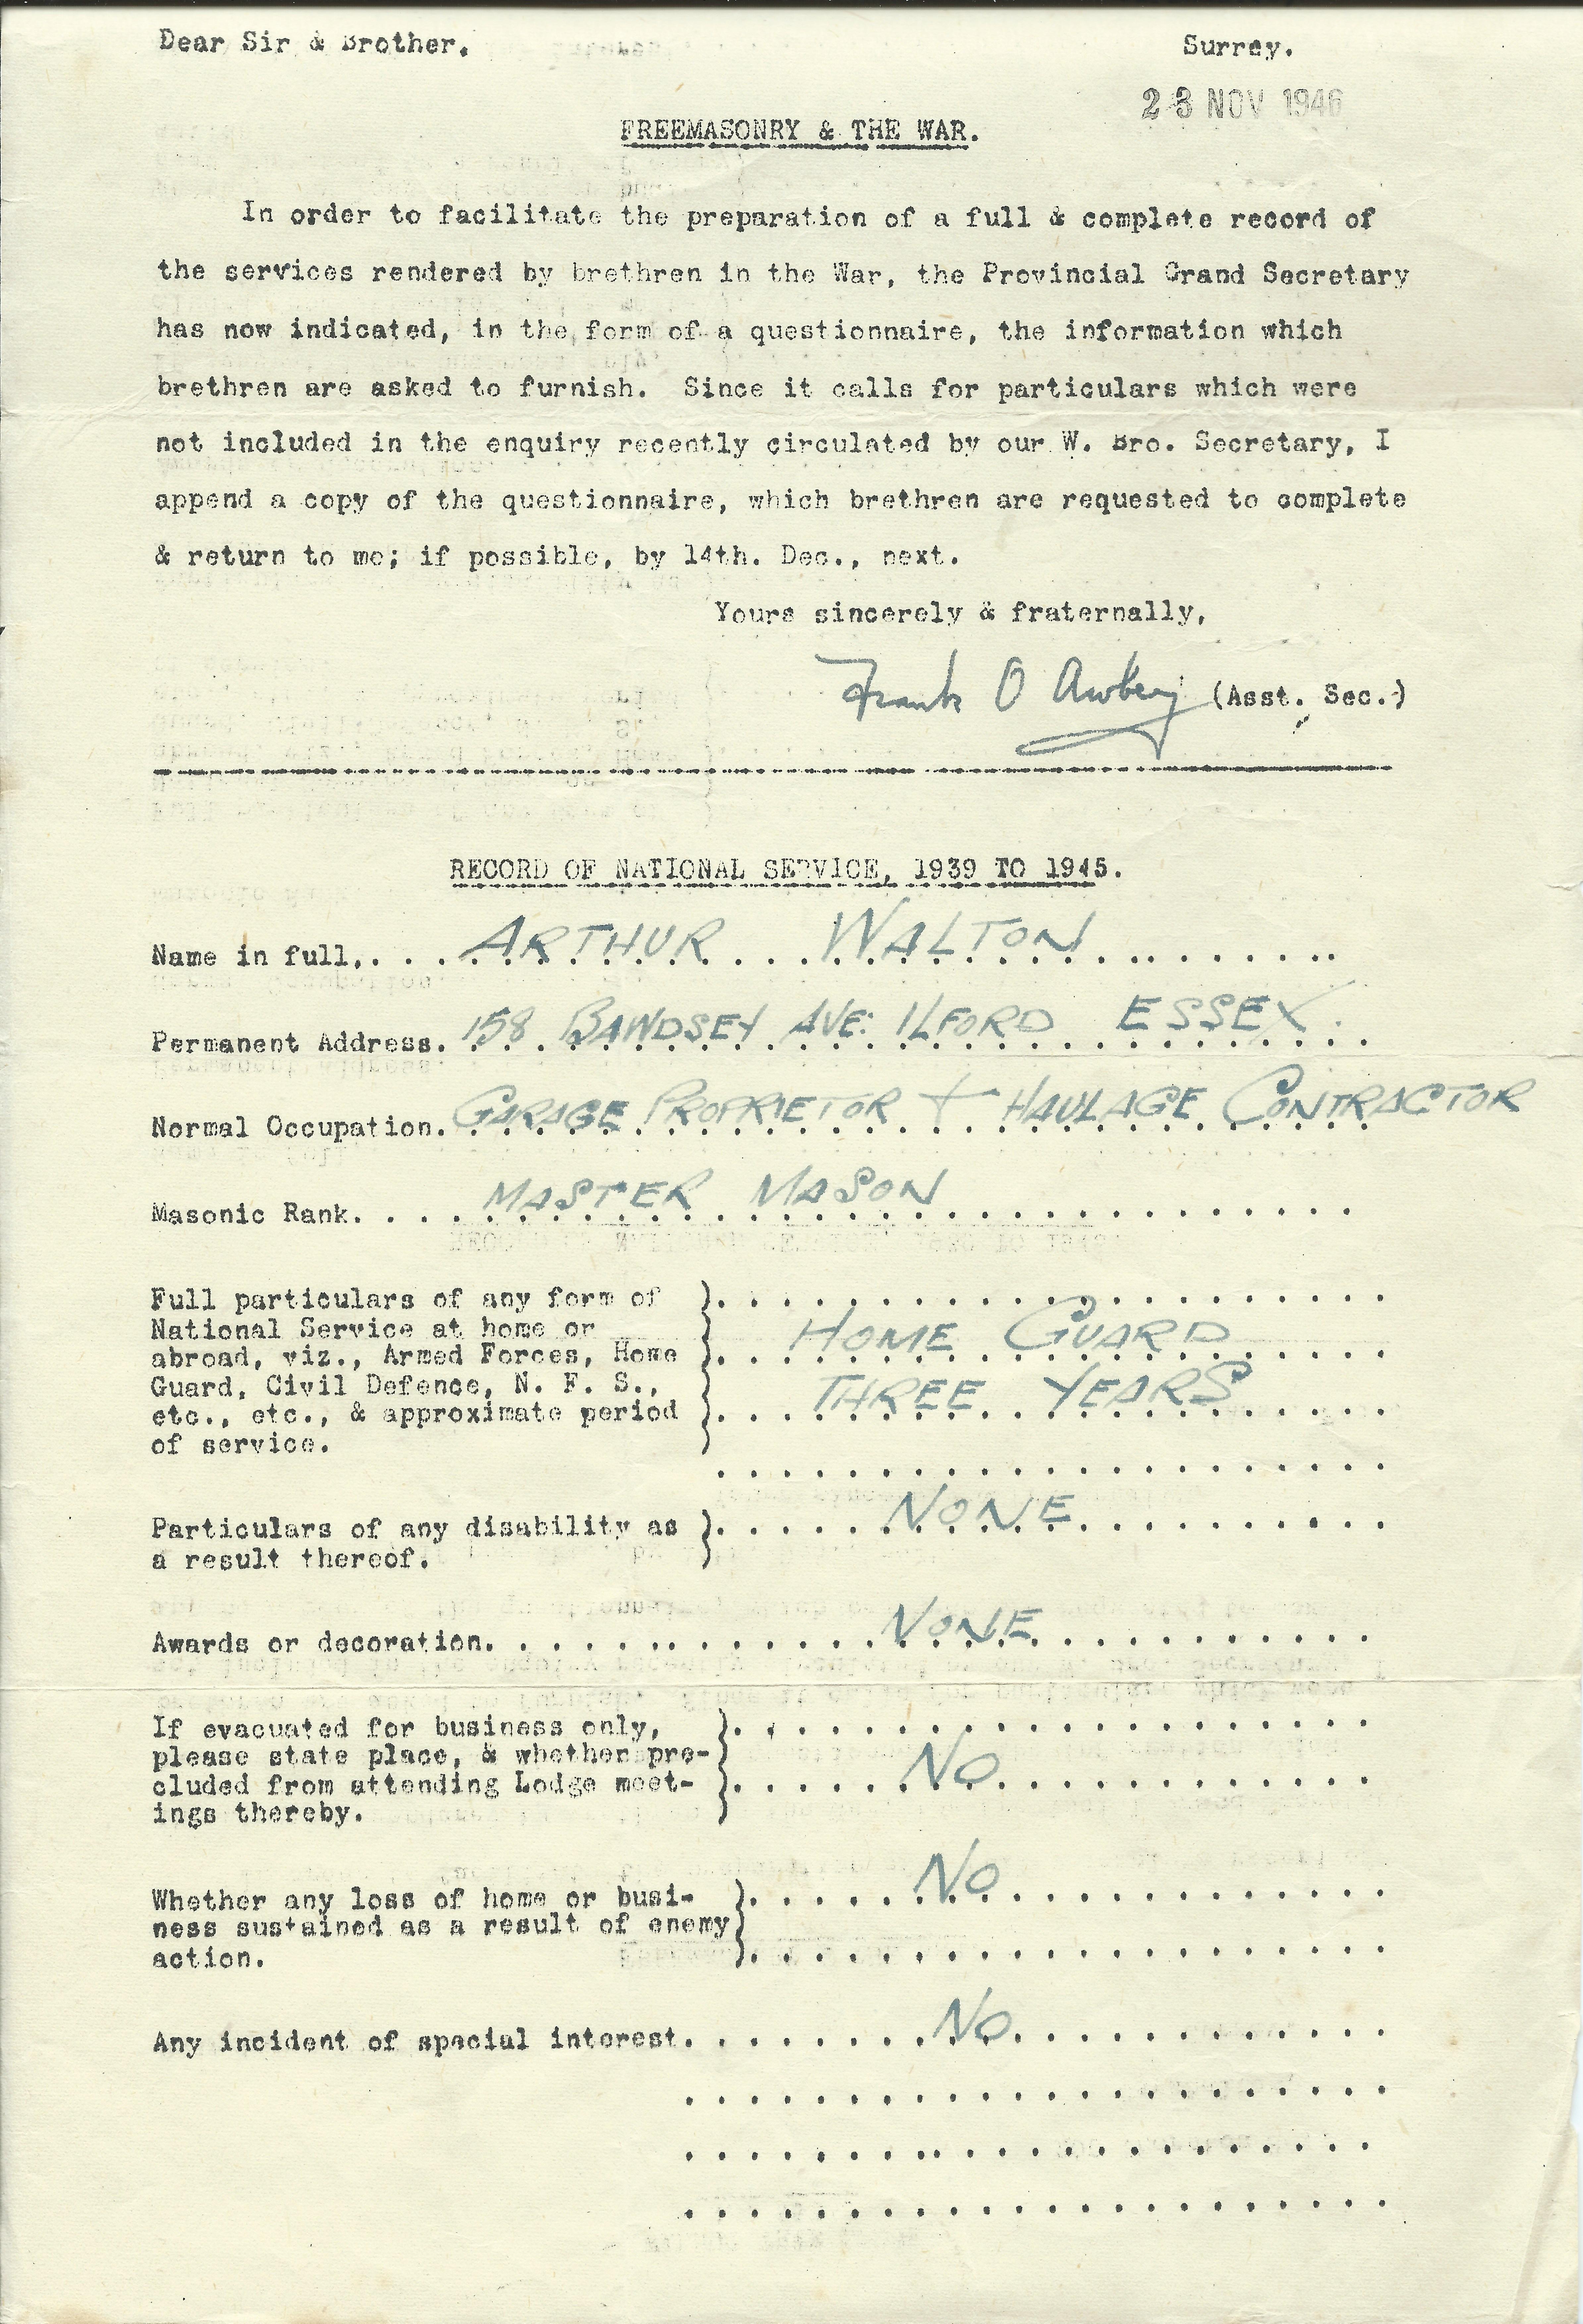 Dear Sir & Brother.
Surrey.
23 NOV 1946
FREEMASONRY & THE WAR.
In order to facilitate the preparation of a full & complete record of
the services rendered by brethren in the War, the Provincial Grand Secretary
has now indicated, in the form of a questionnaire, the information which
brethren are asked to furnish. Since it calls for particulars which were
not included in the enquiry recently circulated by our W. Bro. Secretary, I
append a copy of the questionnaire, which brethren are requested to complete
& return to me; if possible, by 14th. Dec., next.
Yours sincerely & fraternally,
Frank O (Asst. Sec.)
RECORD OF NATIONAL SERVICE, 1939 TO 1945.
Name in full,. . . ARTHUR WALTON
Permanent Address. 158 BAWDSEY AVE: ILFORD ESSEX.
Normal Occupation. GARAGE PROPRIETOR + HAULAGE CONTRACTOR
Masonic Rank. . . . MASTER MASON
Full particulars of any form of
National Service at home or HOME GUARD
abroad, viz., Armed Forces, Home
Guard, Civil Defence, N. F. S., THREE YEARS
etc., etc., & approximate period
of service.
Particulars of any disability as NONE
a result thereof.
Awards or decoration. NONE
If evacuated for business only,
please state place, & whether pre-
cluded from attending Lodge meet- NO
ings thereby.
Whether any loss of home or busi- NO
ness sustained as a result of enemy
action.
Any incident of special interest. NO